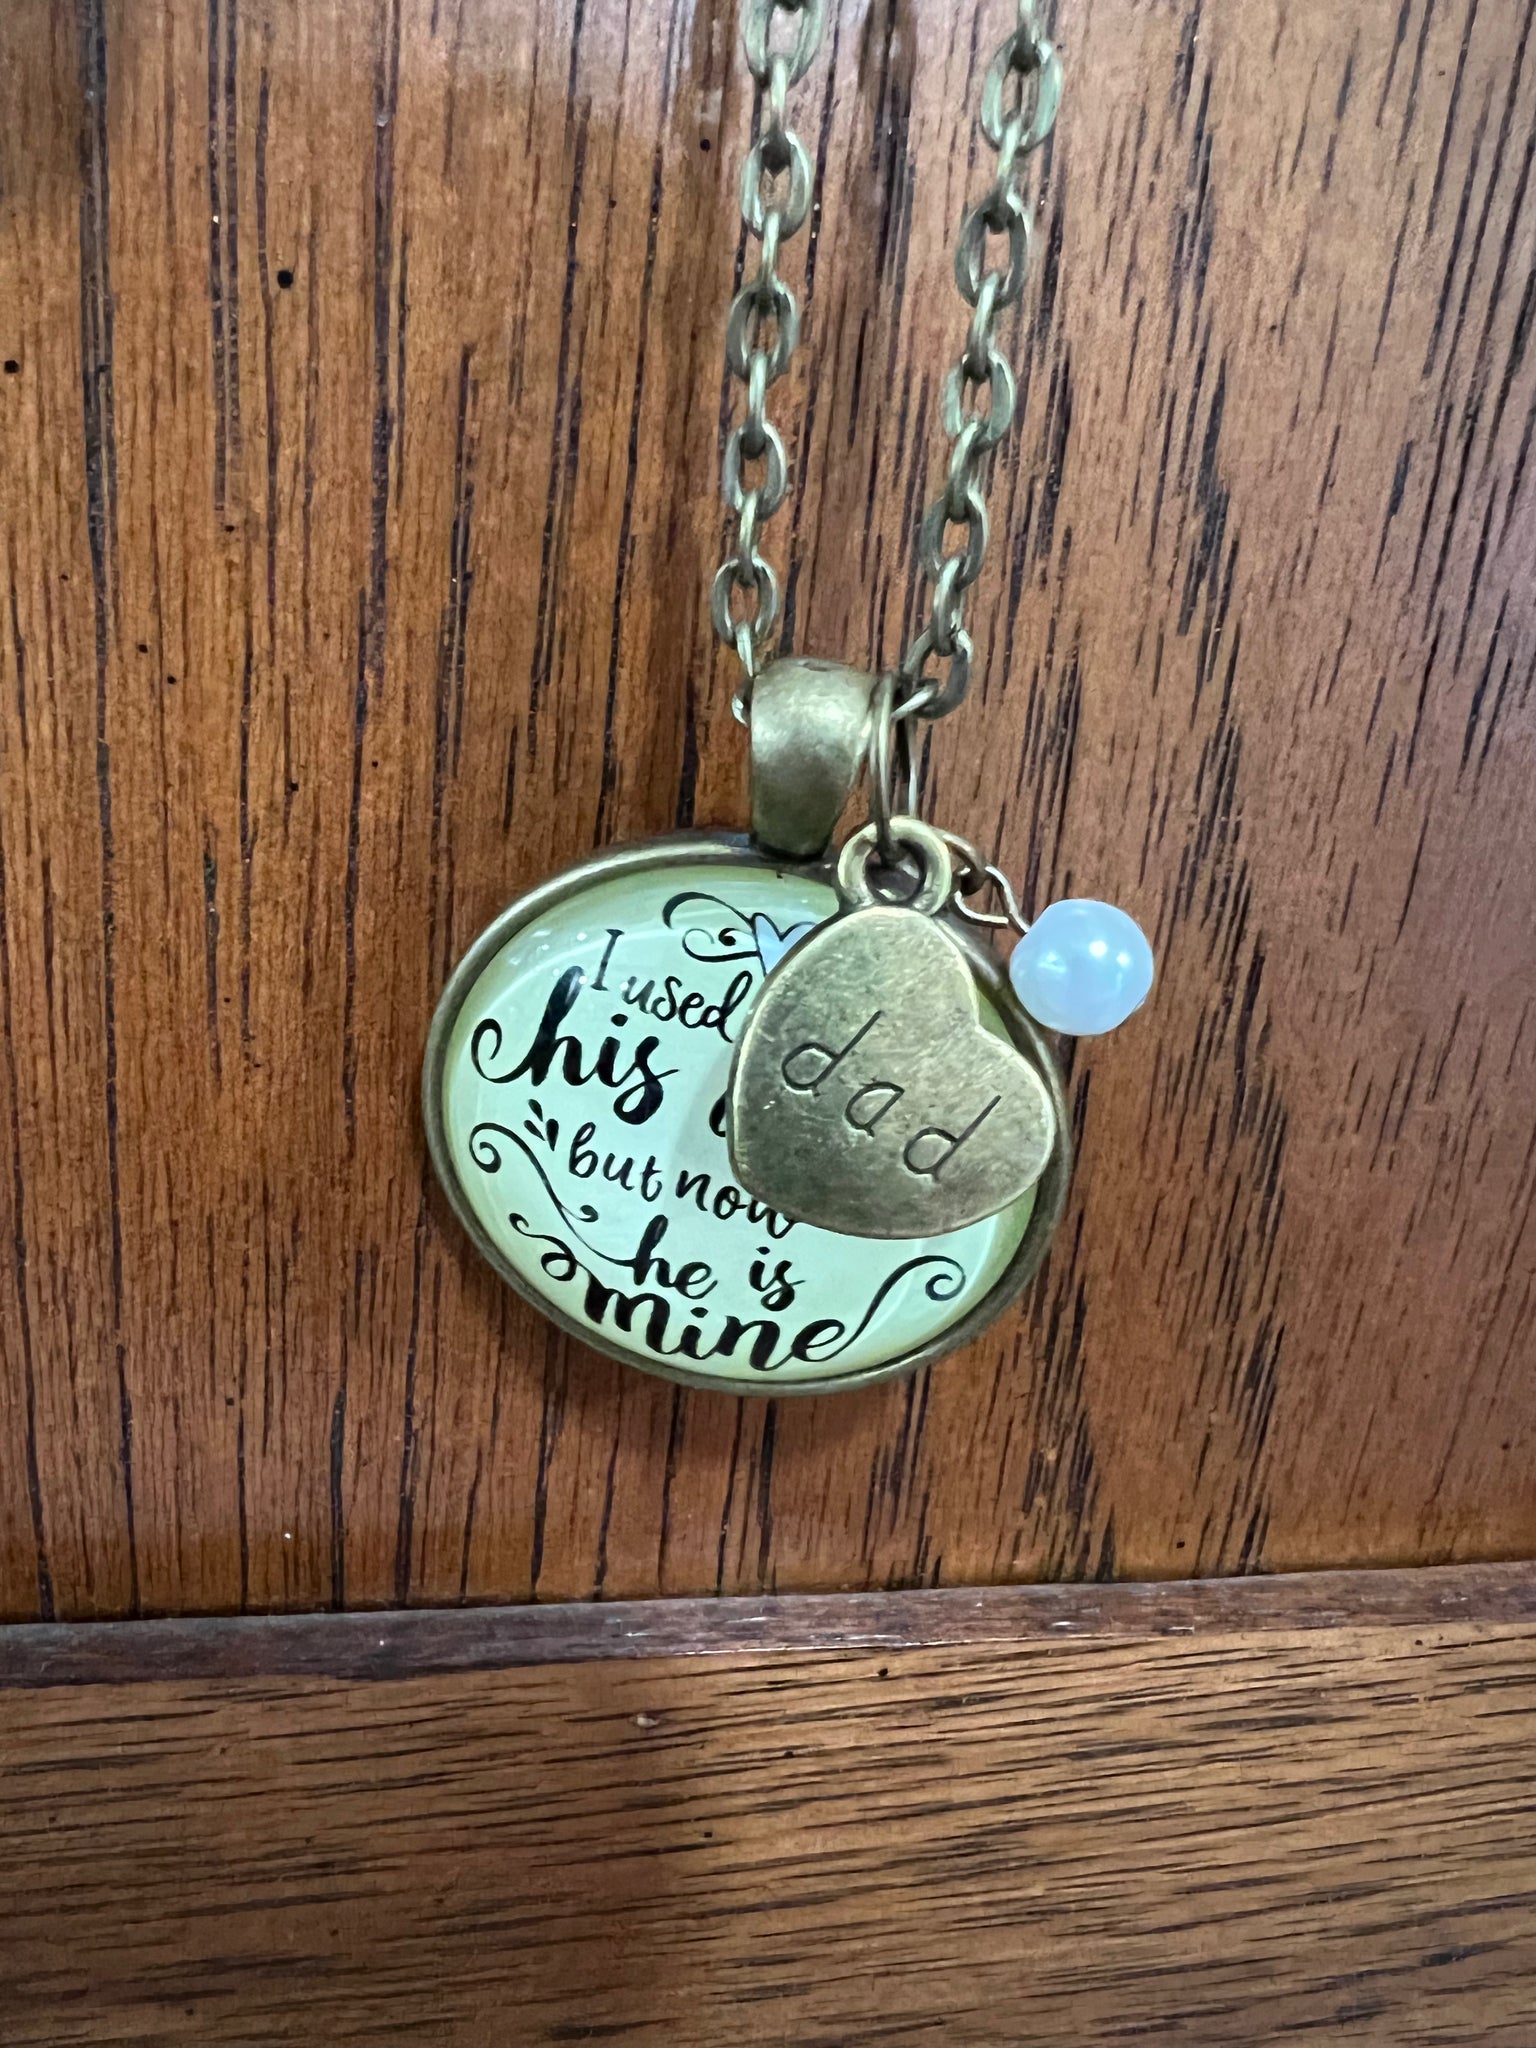 I used
his
but now
he is
mine
dad